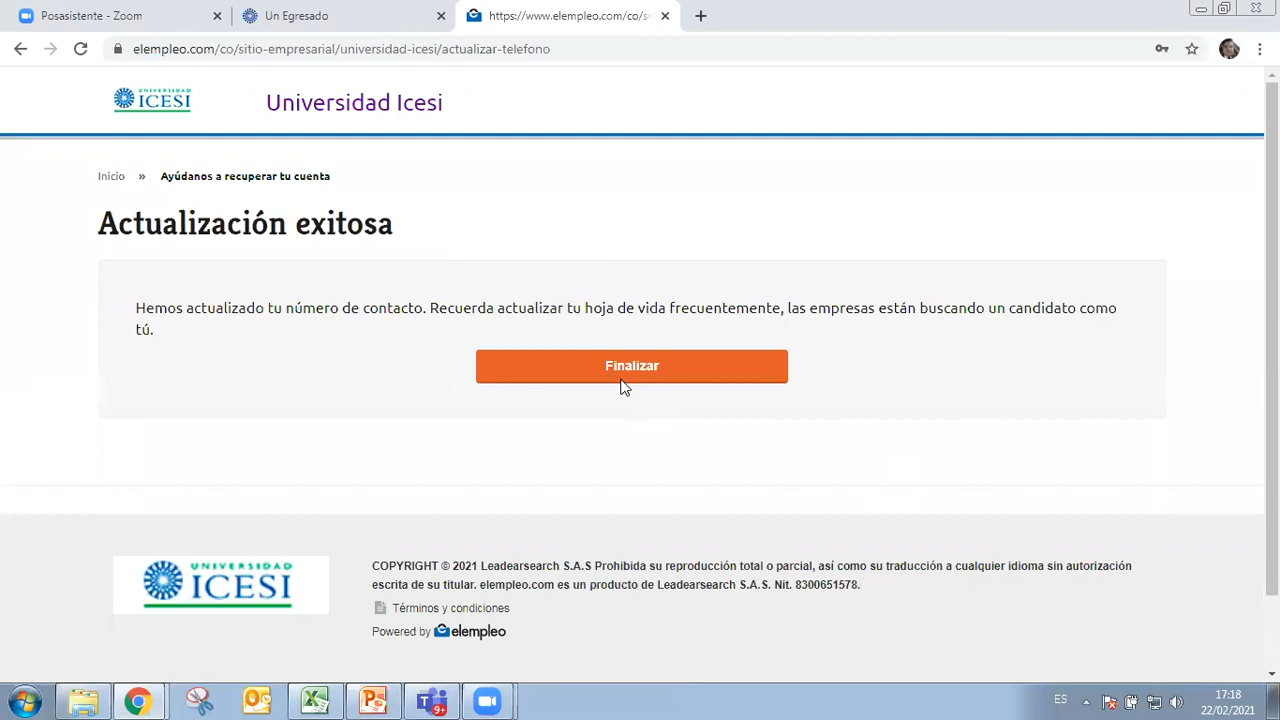 Posasistente - Zoom
Un Egresado
https://www.elempleo.com/co/s
elempleo.com/co/sitio-empresarial/universidad-icesi/actualizar-telefono
UNIVERSIDAD
ICESI
Universidad Icesi
Inicio » Ayúdanos a recuperar tu cuenta
Actualización exitosa
Hemos actualizado tu número de contacto. Recuerda actualizar tu hoja de vida frecuentemente, las empresas están buscando un candidato como
tú.
Finalizar
UNIVERSIDAD
ICESI
COPYRIGHT © 2021 Leadearsearch S.A.S Prohibida su reproducción total o parcial, así como su traducción a cualquier idioma sin autorización
escrita de su titular. elempleo.com es un producto de Leadearsearch S.A.S. Nit. 8300651578.
Términos y condiciones
Powered by elempleo
9+
ES
17:18
22/02/2021